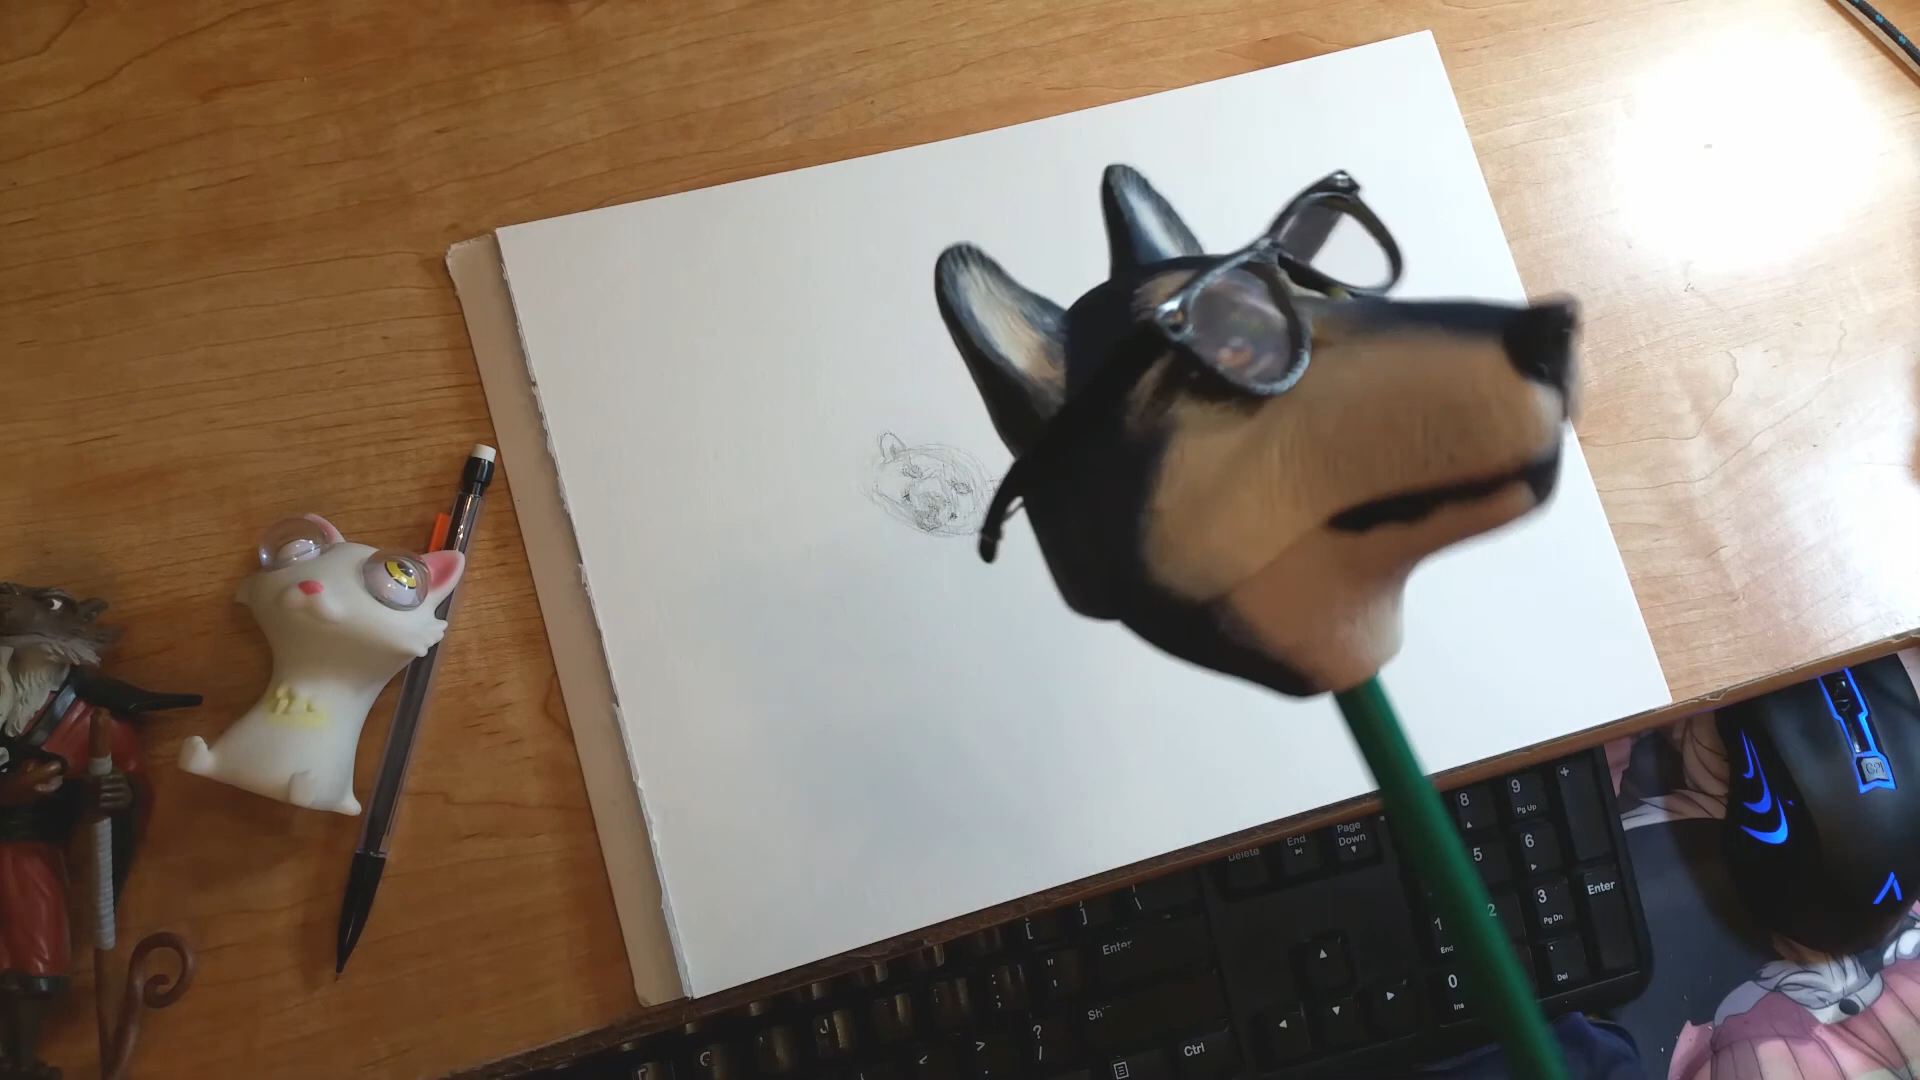 Delete
End
Page
Down
8
9
Pg Up
+
5
6
1
End
2
3
Pg Dn
Enter
0
Ins
.
Del
[
]
\
;
"
Enter
<
>
?
/
Ctrl
J
G